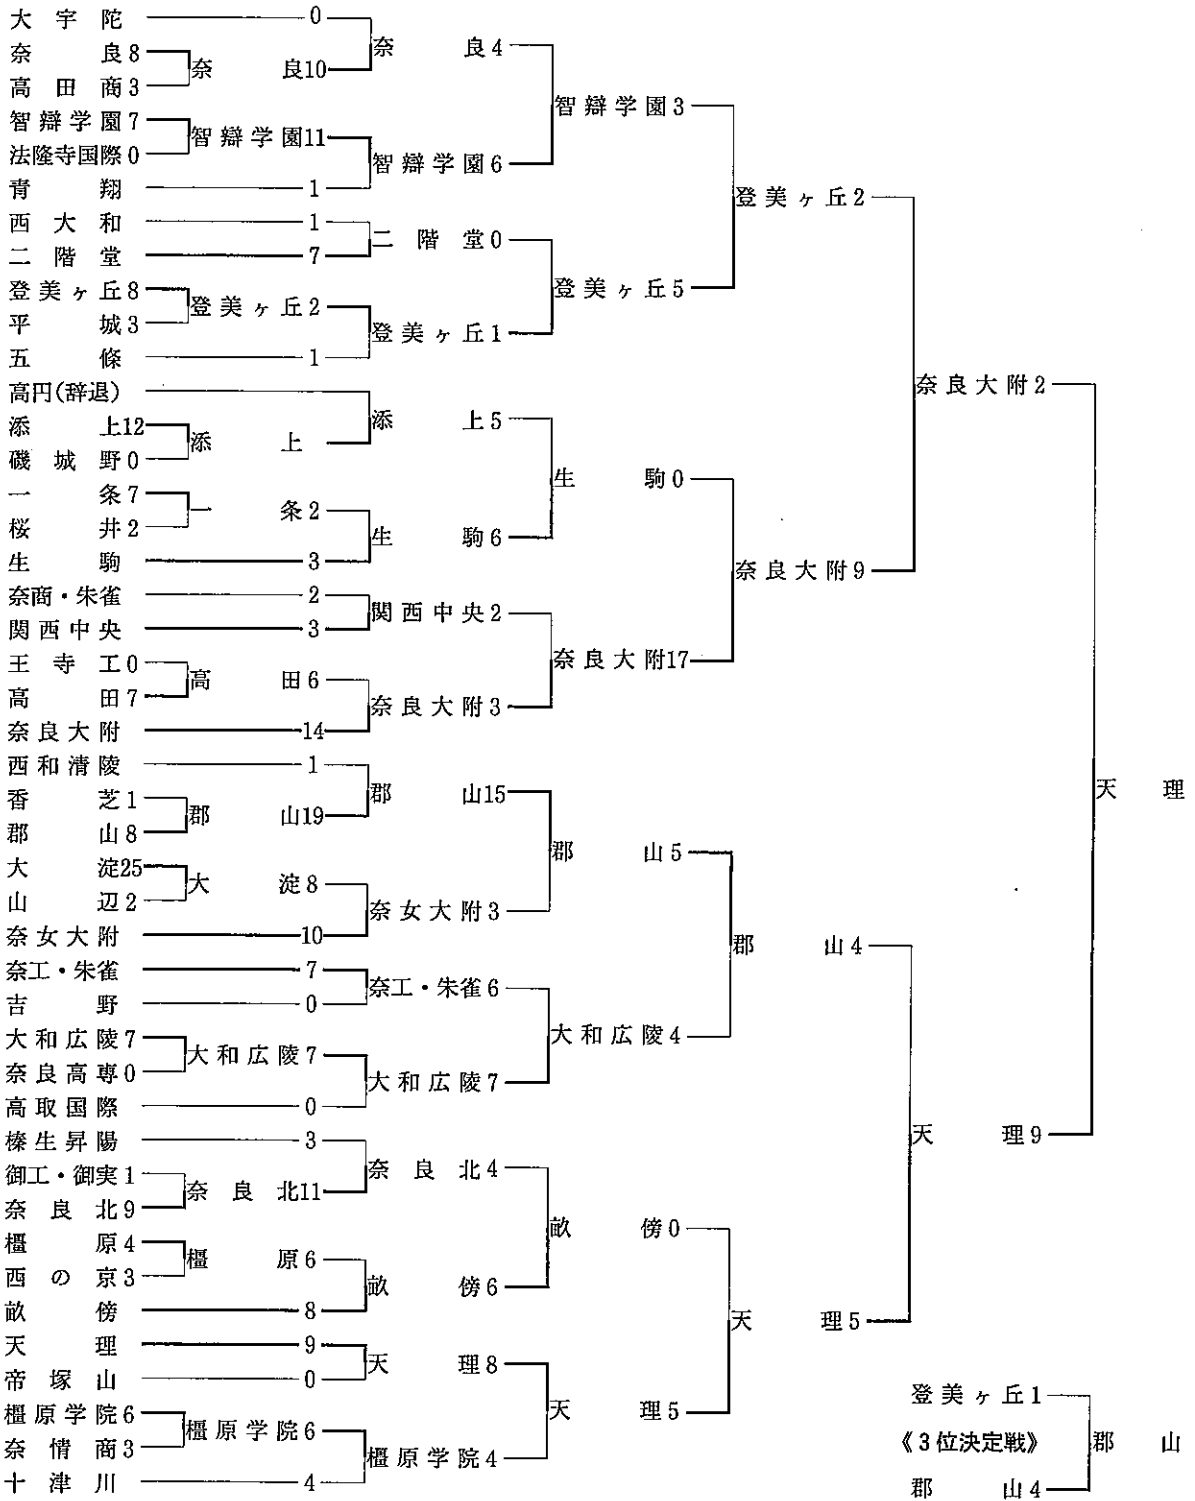 大宇陀 0
奈良 4
奈良 8
奈良 10
高田商 3
智辯学園 3
智辯学園 7
智辯学園 11
法隆寺国際 0
智辯学園 6
青翔 1
登美ヶ丘 2
西大和 1
二階堂 0
二階堂 7
登美ヶ丘 8
登美ヶ丘 2
登美ヶ丘 5
平城 3
登美ヶ丘 1
五條 1
奈良大附 2
高円(辞退)
添上 5
添上 12
添上
磯城野 0
生駒 0
一条 7
一条 2
桜井 2
生駒 6
生駒 3
奈良大附 9
奈商・朱雀 2
関西中央 2
関西中央 3
奈良大附 17
王寺工 0
高田 6
高田 7
奈良大附 3
奈良大附 14
西和清陵 1
天理
郡山 15
香芝 1
郡山 19
郡山 8
郡山 5
大淀 25
大淀 8
山辺 2
奈女大附 3
奈女大附 10
郡山 4
奈工・朱雀 7
奈工・朱雀 6
吉野 0
大和広陵 4
大和広陵 7
大和広陵 7
奈良高専 0
大和広陵 7
高取国際 0
天理 9
榛生昇陽 3
奈良北 4
御工・御実 1
奈良北 11
奈良北 9
畝傍 0
橿原 4
橿原 6
西の京 3
畝傍 6
畝傍 8
天理 5
天理 9
天理 8
帝塚山 0
天理 5
橿原学院 6
橿原学院 6
奈情商 3
橿原学院 4
十津川 4
登美ヶ丘 1
《3位決定戦》
郡山
郡山 4